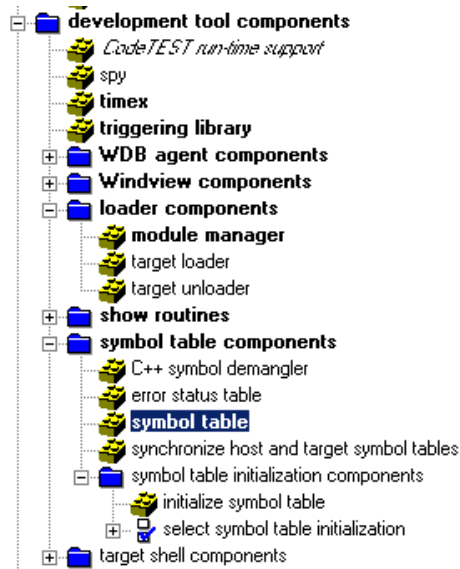 development tool components
CodeTEST run-time support
spy
timex
triggering library
WDB agent components
Windview components
loader components
module manager
target loader
target unloader
show routines
symbol table components
C++ symbol demangler
error status table
symbol table
synchronize host and target symbol tables
symbol table initialization components
initialize symbol table
select symbol table initialization
target shell components